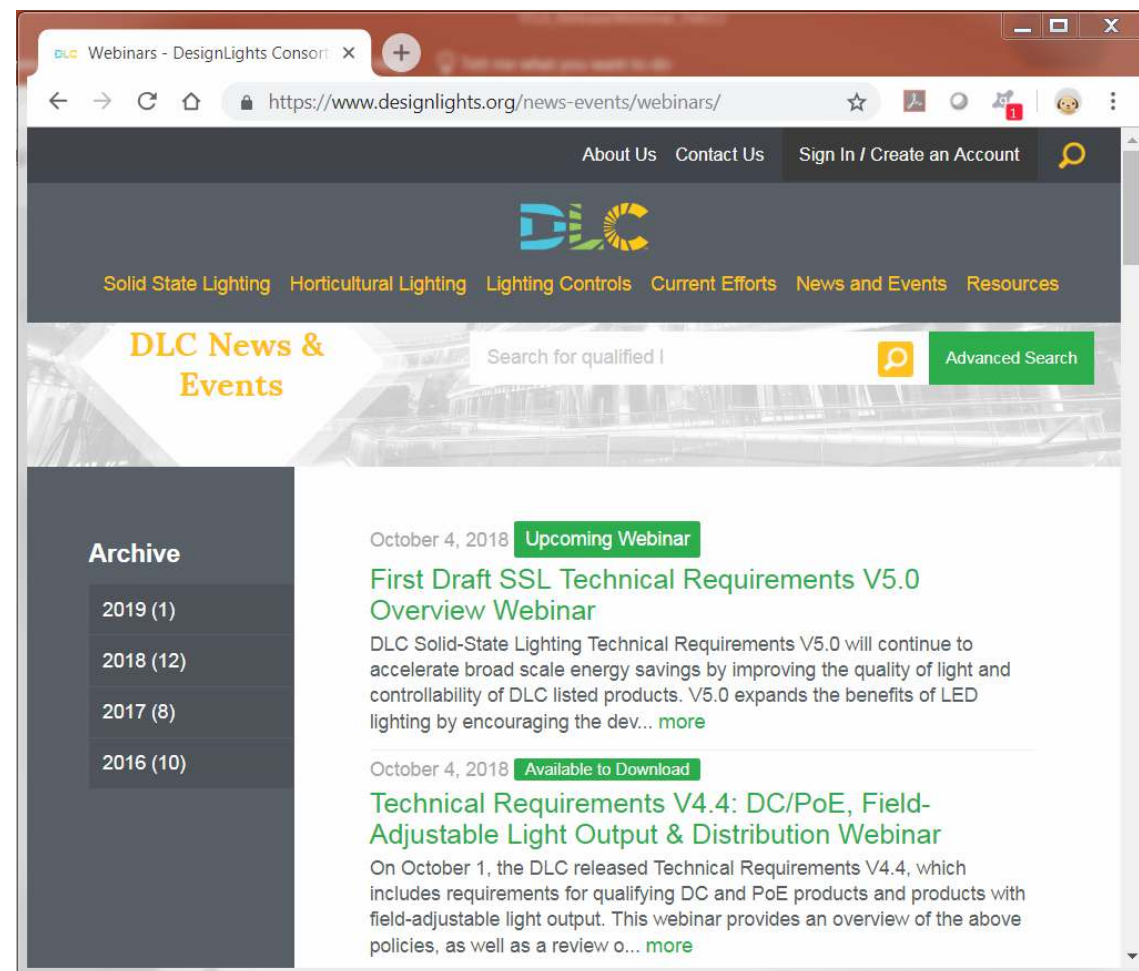 DLC Webinars - DesignLights Consort
https://www.designlights.org/news-events/webinars/
1
About Us Contact Us Sign In / Create an Account
DLC
Solid State Lighting Horticultural Lighting Lighting Controls Current Efforts News and Events Resources
DLC News &
Events
Search for qualified l
Advanced Search
Archive
2019 (1)
2018 (12)
2017 (8)
2016 (10)
October 4, 2018 Upcoming Webinar
First Draft SSL Technical Requirements V5.0
Overview Webinar
DLC Solid-State Lighting Technical Requirements V5.0 will continue to
accelerate broad scale energy savings by improving the quality of light and
controllability of DLC listed products. V5.0 expands the benefits of LED
lighting by encouraging the dev... more
October 4, 2018 Available to Download
Technical Requirements V4.4: DC/PoE, Field-
Adjustable Light Output & Distribution Webinar
On October 1, the DLC released Technical Requirements V4.4, which
includes requirements for qualifying DC and PoE products and products with
field-adjustable light output. This webinar provides an overview of the above
policies, as well as a review o... more